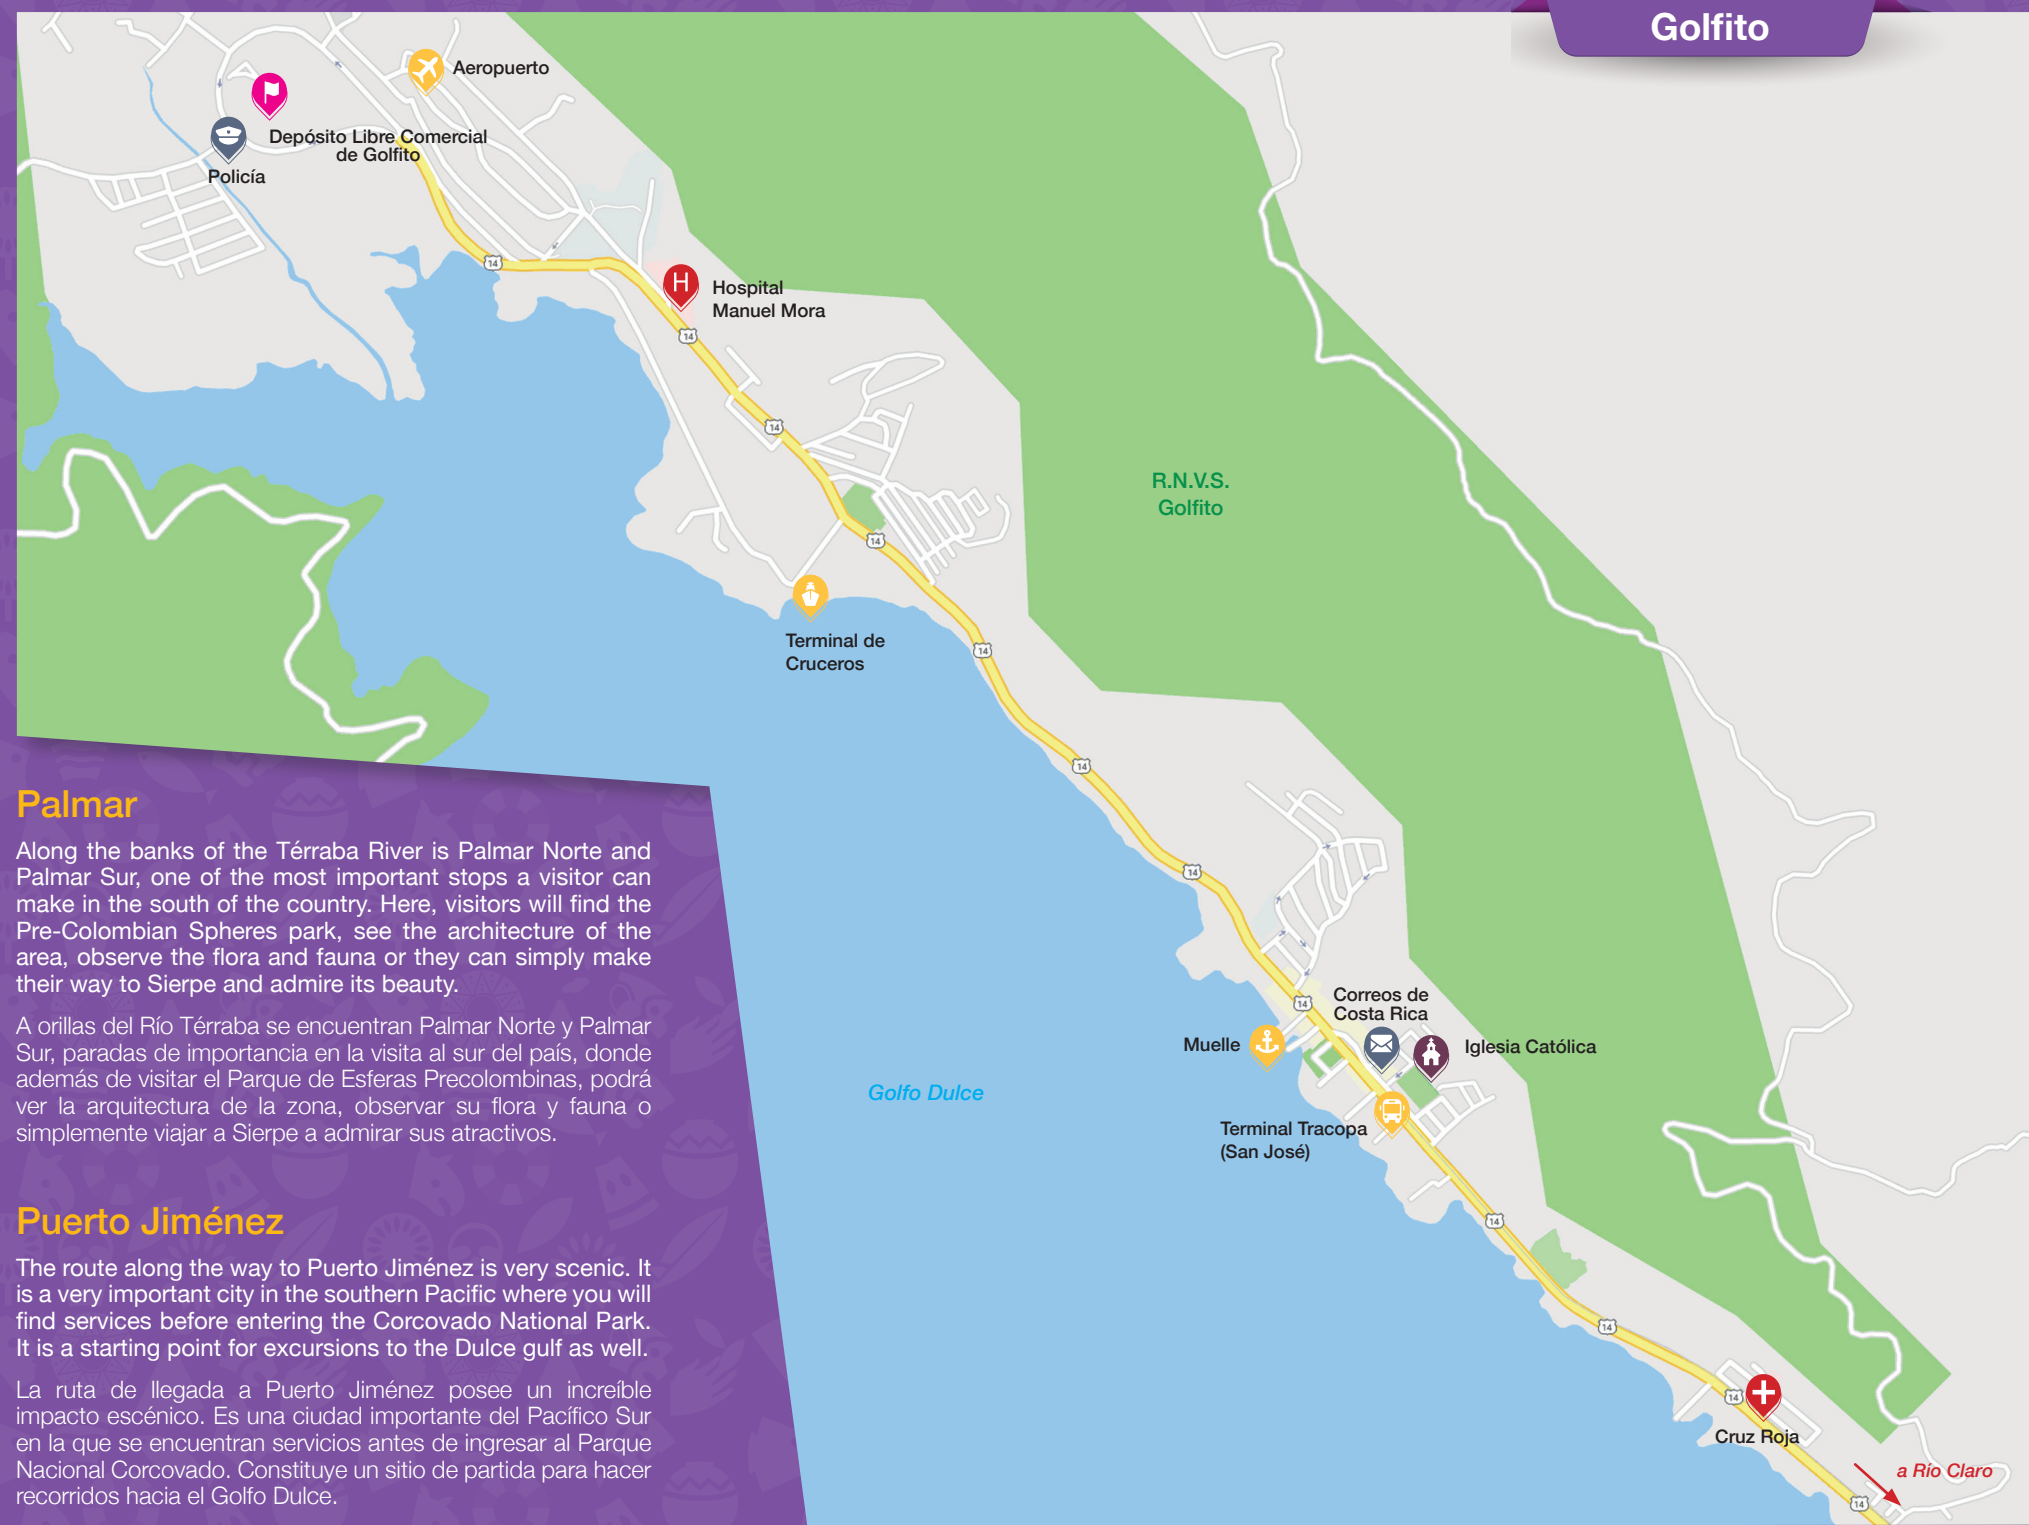 Golfito
Aeropuerto
Depósito Libre Comercial
de Golfito
Policía
14
Hospital
Manuel Mora
14
14
R.N.V.S.
Golfito
14
Terminal de
Cruceros
14
14
14
Correos de
Costa Rica
14
Muelle
Iglesia Católica
Golfo Dulce
Terminal Tracopa
(San José)
14
14
14
Cruz Roja
a Río Claro
14
Palmar
Along the banks of the Térraba River is Palmar Norte and
Palmar Sur, one of the most important stops a visitor can
make in the south of the country. Here, visitors will find the
Pre-Colombian Spheres park, see the architecture of the
area, observe the flora and fauna or they can simply make
their way to Sierpe and admire its beauty.
A orillas del Río Térraba se encuentran Palmar Norte y Palmar
Sur, paradas de importancia en la visita al sur del país, donde
además de visitar el Parque de Esferas Precolombinas, podrá
ver la arquitectura de la zona, observar su flora y fauna o
simplemente viajar a Sierpe a admirar sus atractivos.
Puerto Jiménez
The route along the way to Puerto Jiménez is very scenic. It
is a very important city in the southern Pacific where you will
find services before entering the Corcovado National Park.
It is a starting point for excursions to the Dulce gulf as well.
La ruta de llegada a Puerto Jiménez posee un increíble
impacto escénico. Es una ciudad importante del Pacífico Sur
en la que se encuentran servicios antes de ingresar al Parque
Nacional Corcovado. Constituye un sitio de partida para hacer
recorridos hacia el Golfo Dulce.